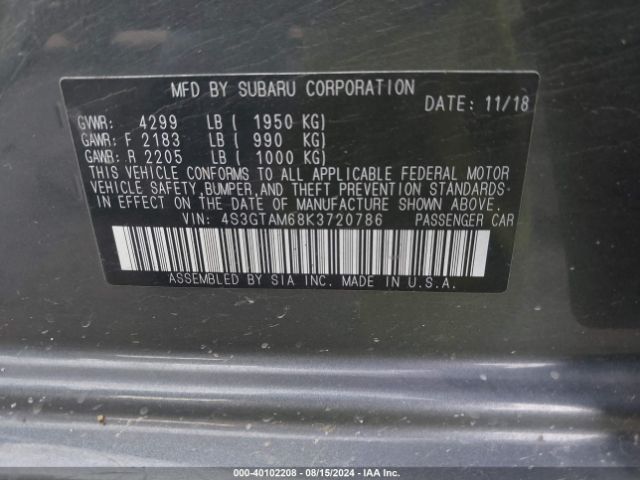 MFD BY SUBARU CORPORATION
DATE: 11/18
GVWR: 4299 LB ( 1950 KG)
GAWR: F 2183 LB ( 990 KG)
GAWR: R 2205 LB ( 1000 KG)
THIS VEHICLE CONFORMS TO ALL APPLICABLE FEDERAL MOTOR
VEHICLE SAFETY, BUMPER, AND THEFT PREVENTION STANDARDS
IN EFFECT ON THE DATE OF MANUFACTURE SHOWN ABOVE.
VIN: 4S3GTAM68K3720786 PASSENGER CAR
ASSEMBLED BY SIA INC. MADE IN U.S.A.
000-40102208 - 08/15/2024 - IAA Inc.